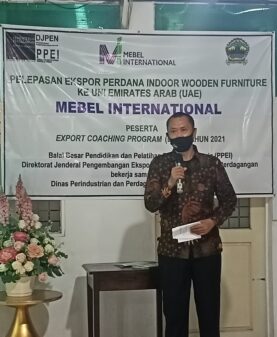 DJPEN
PPEI
MEBEL
INTERNATIONAL
PELEPASAN EKSPOR PERDANA INDOOR WOODEN FURNITURE
KE UNI EMIRATES ARAB (UAE)
MEBEL INTERNATIONAL
PESERTA
EXPORT COACHING PROGRAM TAHUN 2021
Balai Besar Pendidikan dan Pelatihan (PPEI)
Direktorat Jenderal Pengembangan Ekspor Perdagangan
bekerja sam
Dinas Perindustrian dan Perdag